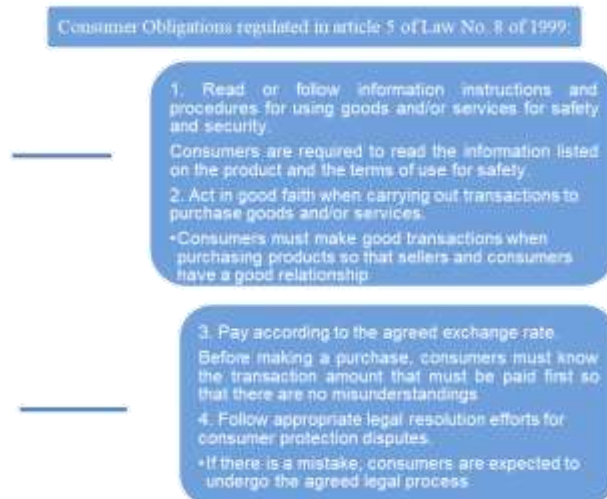 Consumer Obligations regulated in article 5 of Law No. 8 of 1999:
1. Read or follow information instructions and
procedures for using goods and/or services for safety
and security.
Consumers are required to read the information listed
on the product and the terms of use for safety.
2. Act in good faith when carrying out transactions to
purchase goods and/or services.
•Consumers must make good transactions when
purchasing products so that sellers and consumers
have a good relationship
3. Pay according to the agreed exchange rate.
Before making a purchase, consumers must know
the transaction amount that must be paid first so
that there are no misunderstandings
4. Follow appropriate legal resolution efforts for
consumer protection disputes.
•If there is a mistake, consumers are expected to
undergo the agreed legal process